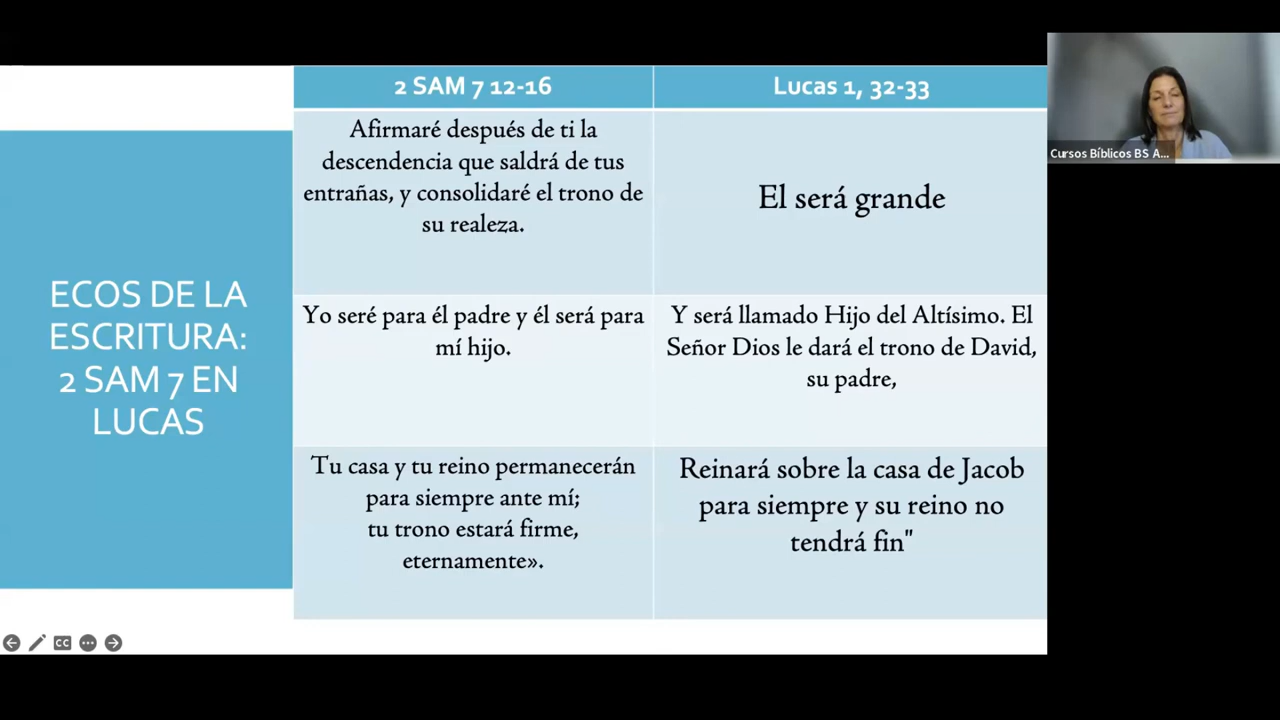 ECOS DE LA
ESCRITURA:
2 SAM 7 EN
LUCAS
2 SAM 7 12-16
Lucas 1, 32-33
Afirmaré después de ti la
descendencia que saldrá de tus
entrañas, y consolidaré el trono de
su realeza.
El será grande
Yo seré para él padre y él será para
mí hijo.
Y será llamado Hijo del Altísimo. El
Señor Dios le dará el trono de David,
su padre,
Tu casa y tu reino permanecerán
para siempre ante mí;
tu trono estará firme,
eternamente».
Reinará sobre la casa de Jacob
para siempre y su reino no
tendrá fin"
Cursos Bíblicos BS A...
CC